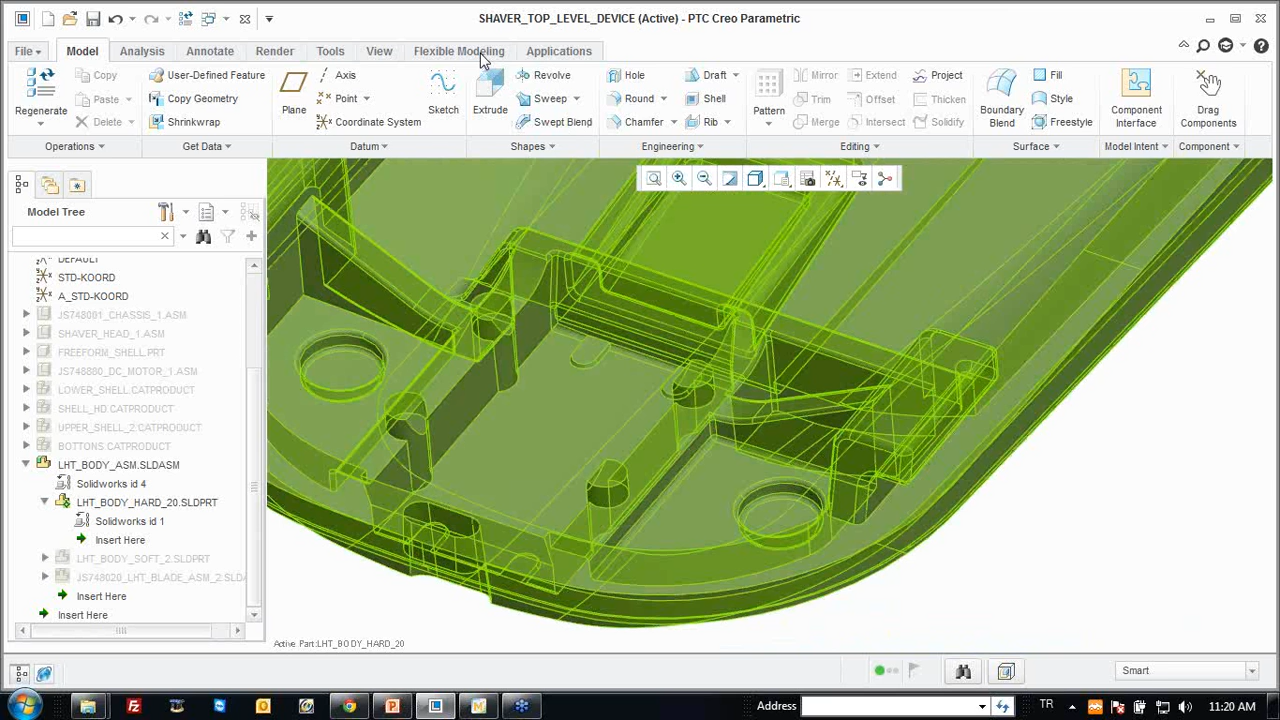 SHAVER_TOP_LEVEL_DEVICE (Active) - PTC Creo Parametric
File Model Analysis Annotate Render Tools View Flexible Modeling Applications
Regenerate Copy Paste Delete
User-Defined Feature Copy Geometry Shrinkwrap
Plane Axis Point Coordinate System Sketch
Extrude Revolve Sweep Swept Blend
Hole Round Chamfer Draft Shell Rib
Pattern Mirror Trim Merge Extend Offset Intersect Project Thicken Solidify
Boundary Blend Fill Style Freestyle
Component Interface
Drag Components
Operations Get Data Datum Shapes Engineering Editing Surface Model Intent Component
Model Tree
DEFAULT
STD-KOORD
A_STD-KOORD
JS748001_CHASSIS_1.ASM
SHAVER_HEAD_1.ASM
FREEFORM_SHELL.PRT
JS748880_DC_MOTOR_1.ASM
LOWER_SHELL.CATPRODUCT
SHELL_HD.CATPRODUCT
UPPER_SHELL_2.CATPRODUCT
BOTTONS.CATPRODUCT
LHT_BODY_ASM.SLDASM
Solidworks id 4
LHT_BODY_HARD_20.SLDPRT
Solidworks id 1
Insert Here
LHT_BODY_SOFT_2.SLDPRT
JS748020_LHT_BLADE_ASM_2.SLDA
Insert Here
Insert Here
Active Part:LHT_BODY_HARD_20
Smart
Address TR 11:20 AM